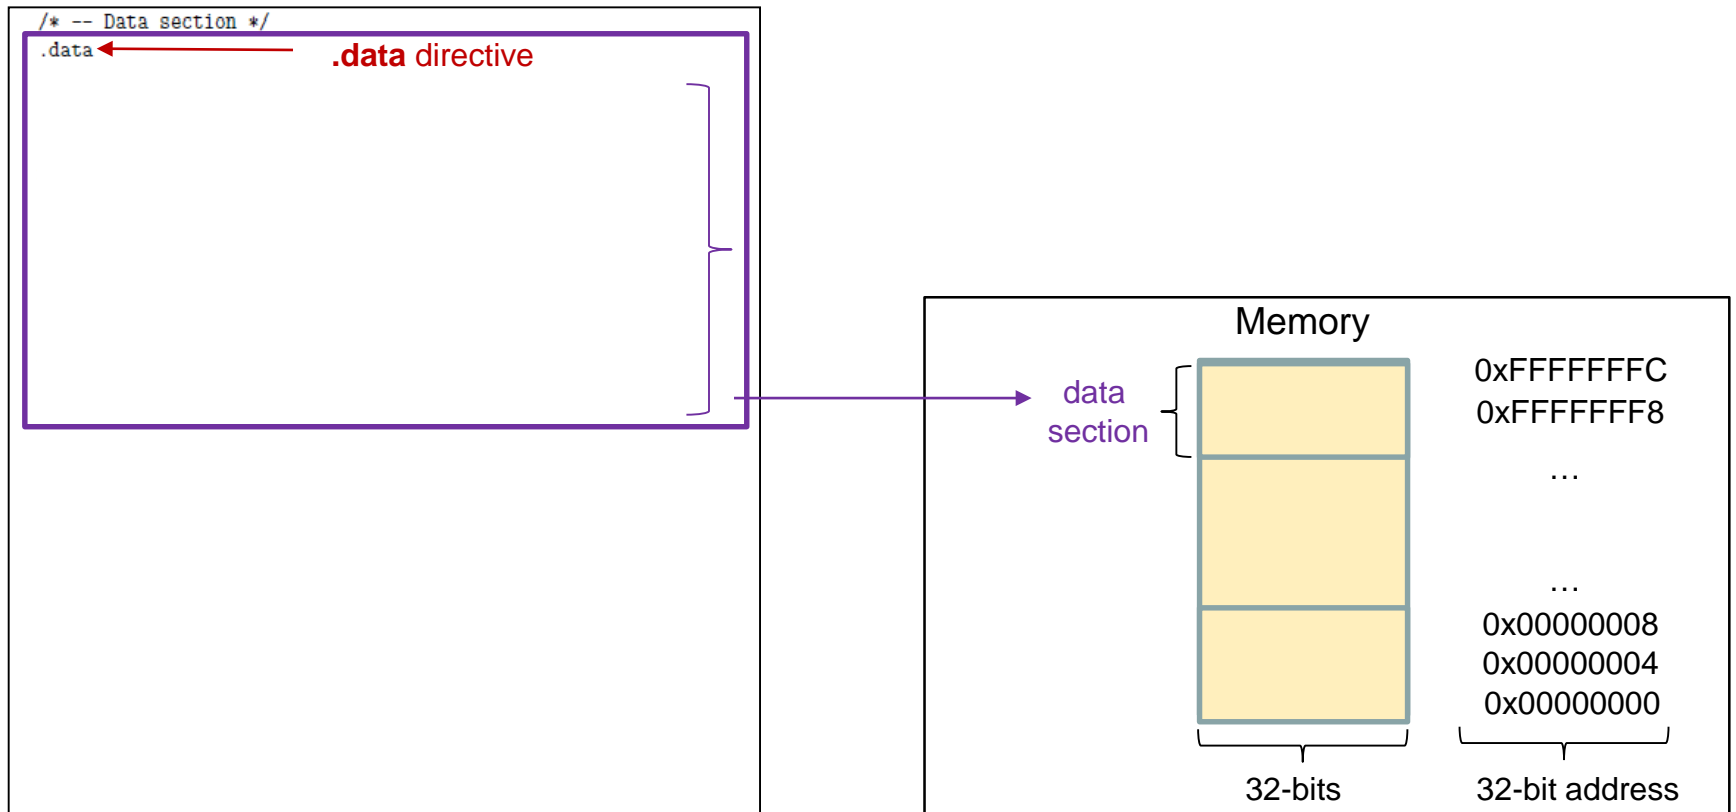 /* -- Data section */
.data
.data directive
Memory
data
section
0xFFFFFFFC
0xFFFFFFF8
...
...
0x00000008
0x00000004
0x00000000
32-bits
32-bit address